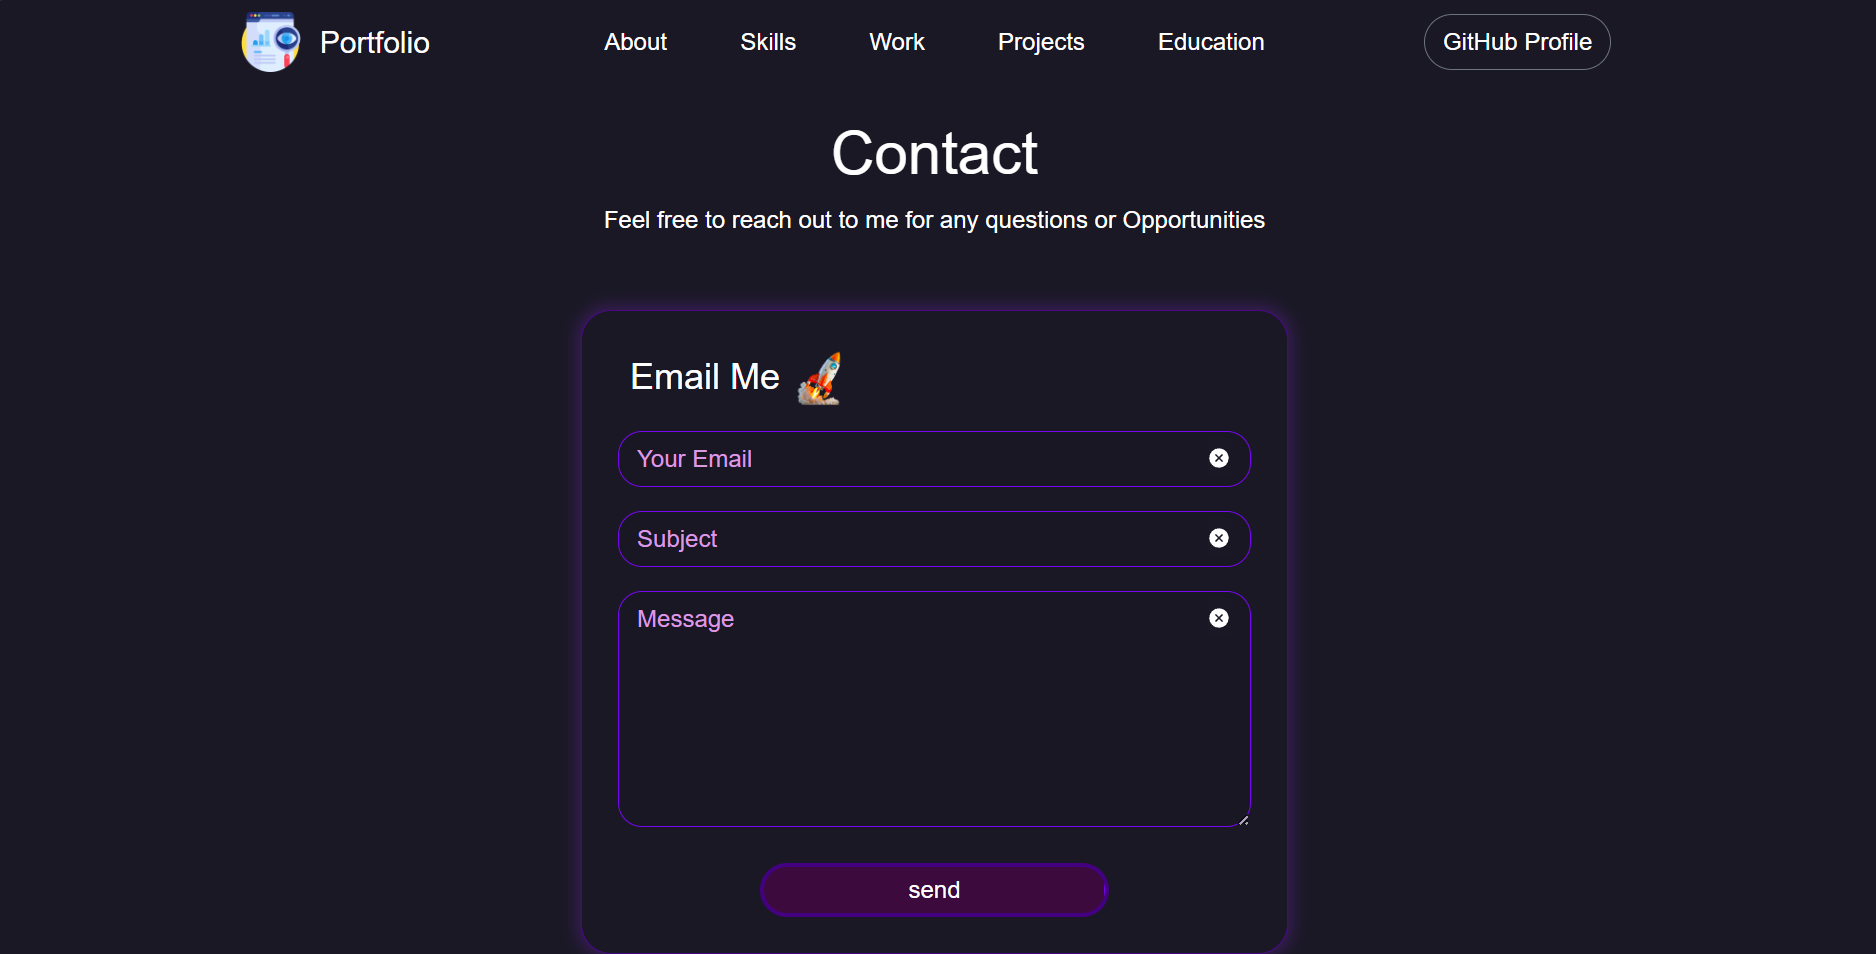 Portfolio About Skills Work Projects Education GitHub Profile
Contact
Feel free to reach out to me for any questions or Opportunities
Email Me
Your Email
Subject
Message
send